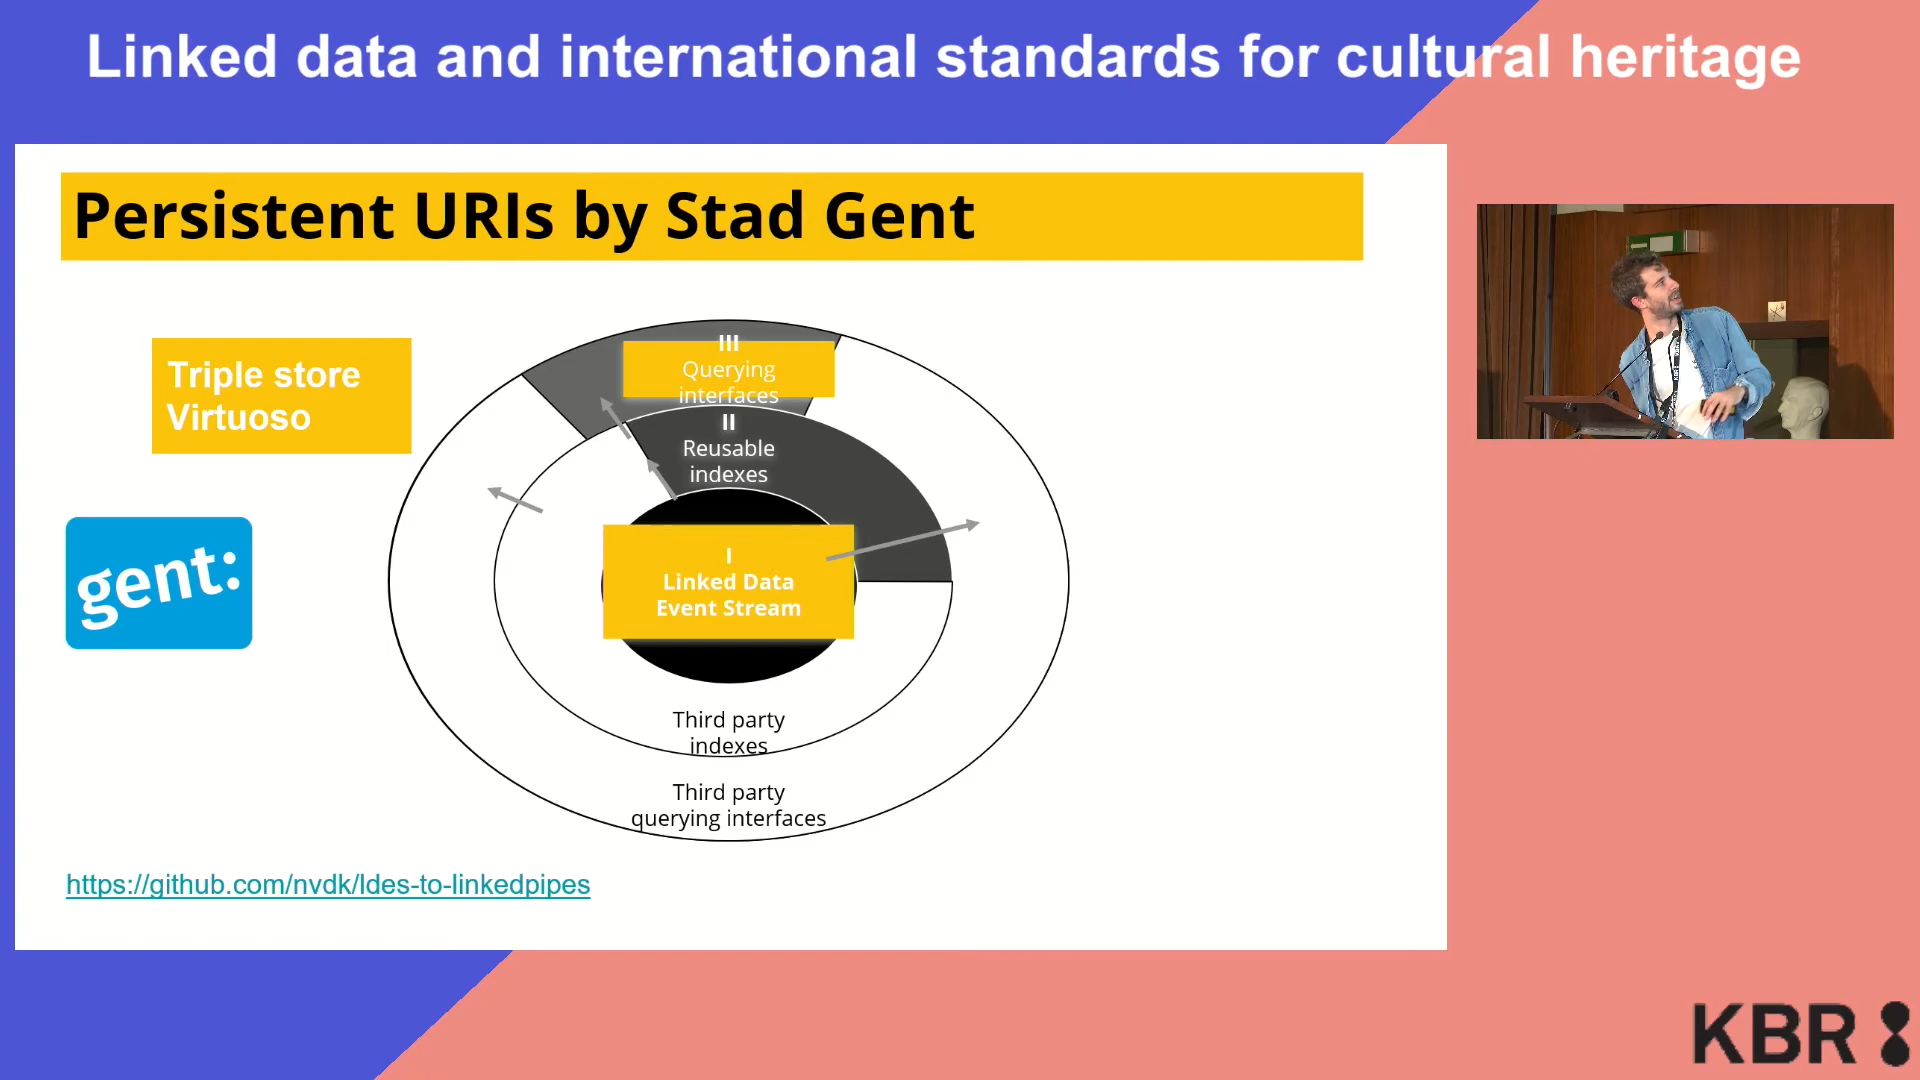 Linked data and international standards for cultural heritage
Persistent URIs by Stad Gent
Triple store
Virtuoso
gent:
III
Querying
interfaces
II
Reusable
indexes
I
Linked Data
Event Stream
Third party
indexes
Third party
querying interfaces
https://github.com/nvdk/ldes-to-linkedpipes
KBR